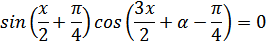 sin(x/2 + π/4) cos(3x/2 + α − π/4) = 0